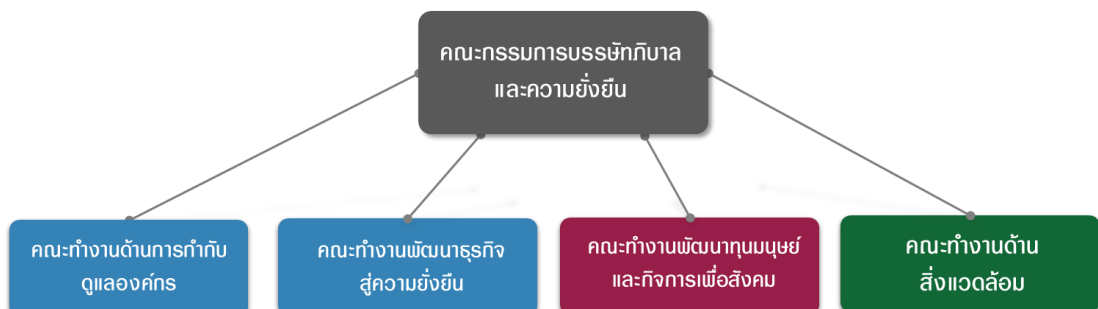 คณะกรรมการบรรษัทภิบาล
และความยั่งยืน
คณะทำงานด้านการกำกับ
ดูแลองค์กร
คณะทำงานพัฒนาธุรกิจ
สู่ความยั่งยืน
คณะทำงานพัฒนาทุนมนุษย์
และกิจการเพื่อสังคม
คณะทำงานด้าน
สิ่งแวดล้อม